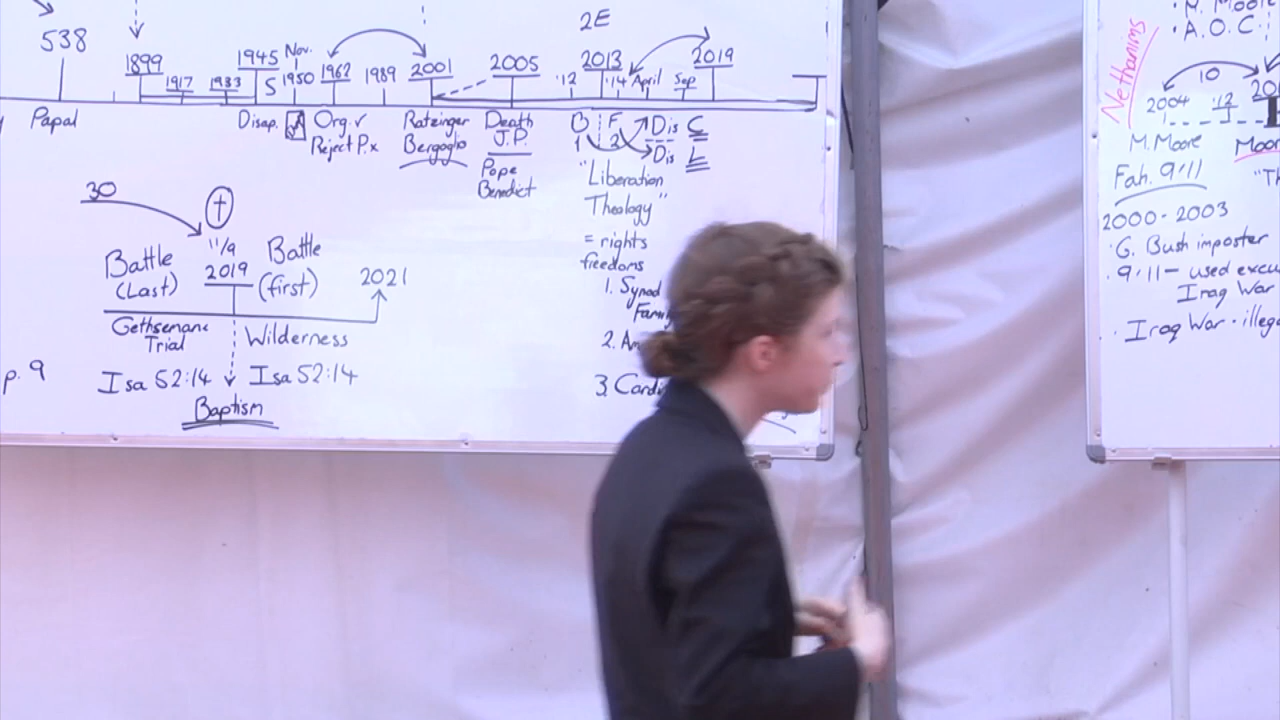 2E
538 1899 1917 1933 1945 S Nov. 1950 1962 1989 2001 2005 '12 2013 '14 April Sep 2019
Papal Disap. Org. ✓ Ratzinger Death B F Dis C
Reject P.x Bergoglio J.P. 1 2 Dis L
Pope
Benedict
"Liberation
Theology"
= rights
freedoms
1. Synod
2.
3.
30
11/9
Battle 2019 Battle 2021
(Last) (first)
Gethsemane Wilderness
Trial
p. 9 Isa 52:14 Isa 52:14
Baptism
Nethanims
• M. Moore
• A.O.C.
10
2004 '12
M. Moore
Fah. 9:11
2000-2003
• G. Bush imposter
• 9:11- used
Iraq War
• Iraq War -